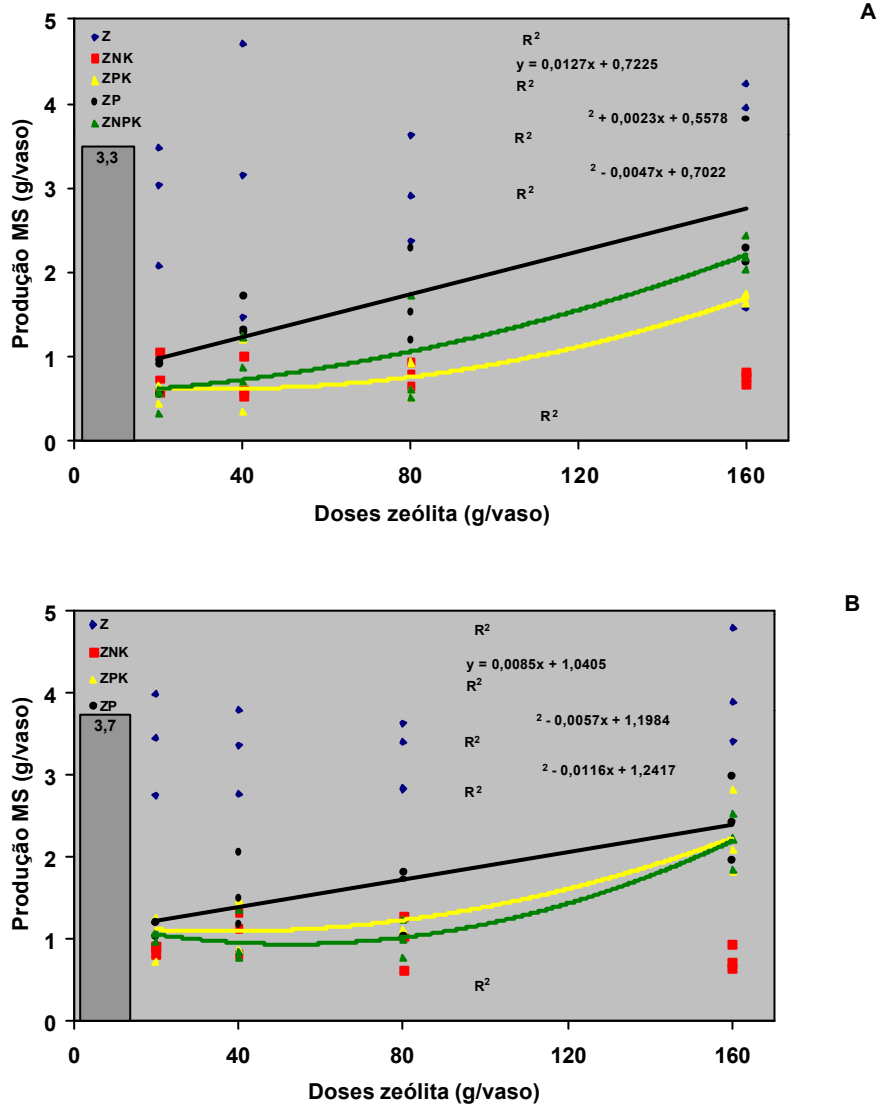 A
5
Z
R²
ZNK
y = 0,0127x + 0,7225
ZPK
R²
4
ZP
² + 0,0023x + 0,5578
ZNPK
R²
3,3
² - 0,0047x + 0,7022
R²
3
2
1
R²
0
0 40 80 120 160
Produção MS (g/vaso)
Doses zeólita (g/vaso)
B
5
Z
R²
ZNK
y = 0,0085x + 1,0405
ZPK
R²
4
ZP
3,7
² - 0,0057x + 1,1984
R²
² - 0,0116x + 1,2417
R²
3
2
1
R²
0
0 40 80 120 160
Produção MS (g/vaso)
Doses zeólita (g/vaso)